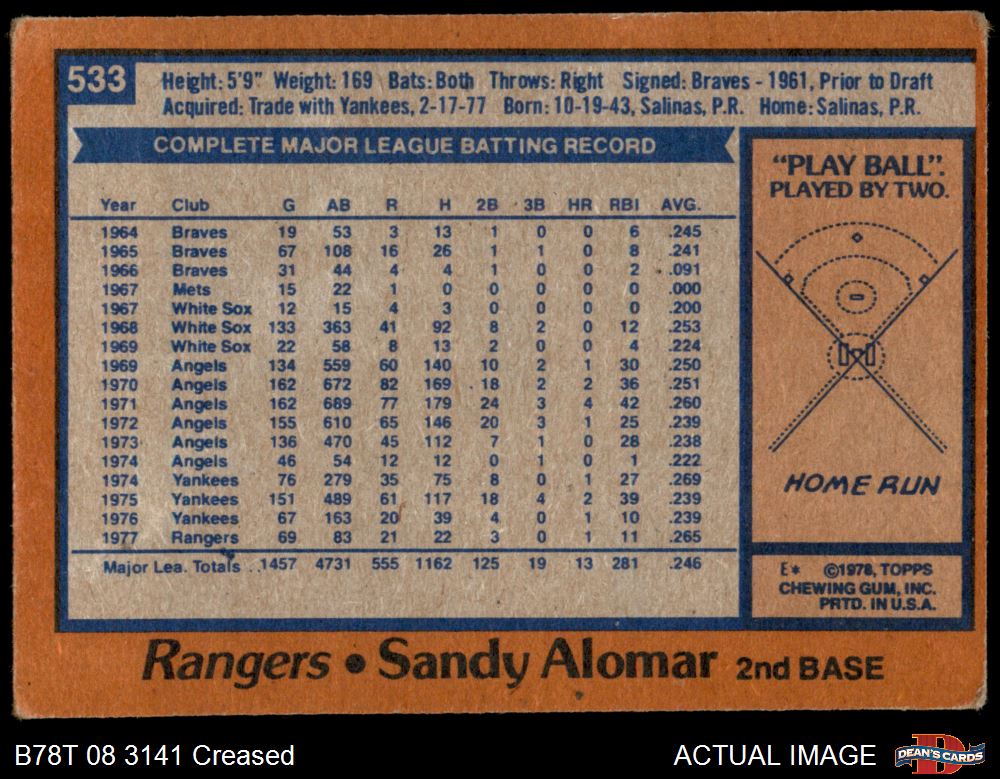 533
Height: 5'9" Weight: 169 Bats: Both Throws: Right Signed: Braves - 1961, Prior to Draft
Acquired: Trade with Yankees, 2-17-77 Born: 10-19-43, Salinas, P.R. Home: Salinas, P.R.
COMPLETE MAJOR LEAGUE BATTING RECORD
Year Club G AB R H 2B 3B HR RBI AVG.
1964 Braves 19 53 3 13 1 0 0 6 .245
1965 Braves 67 108 16 26 1 1 0 8 .241
1966 Braves 31 44 4 4 1 0 0 2 .091
1967 Mets 15 22 1 0 0 0 0 0 .000
1967 White Sox 12 15 4 3 0 0 0 0 .200
1968 White Sox 133 363 41 92 8 2 0 12 .253
1969 White Sox 22 58 8 13 2 0 0 4 .224
1969 Angels 134 559 60 140 10 2 1 30 .250
1970 Angels 162 672 82 169 18 2 2 36 .251
1971 Angels 162 689 77 179 24 3 4 42 .260
1972 Angels 155 610 65 146 20 3 1 25 .239
1973 Angels 136 470 45 112 7 1 0 28 .238
1974 Angels 46 54 12 12 0 1 0 1 .222
1974 Yankees 76 279 35 75 8 0 1 27 .269
1975 Yankees 151 489 61 117 18 4 2 39 .239
1976 Yankees 67 163 20 39 4 0 1 10 .239
1977 Rangers 69 83 21 22 3 0 1 11 .265
Major Lea. Totals .. 1457 4731 555 1162 125 19 13 281 .246
"PLAY BALL".
PLAYED BY TWO.
HOME RUN
E* ©1978, TOPPS
CHEWING GUM, INC.
PRTD. IN U.S.A.
Rangers • Sandy Alomar 2nd BASE
B78T 08 3141 Creased
ACTUAL IMAGE
DEAN'S CARDS